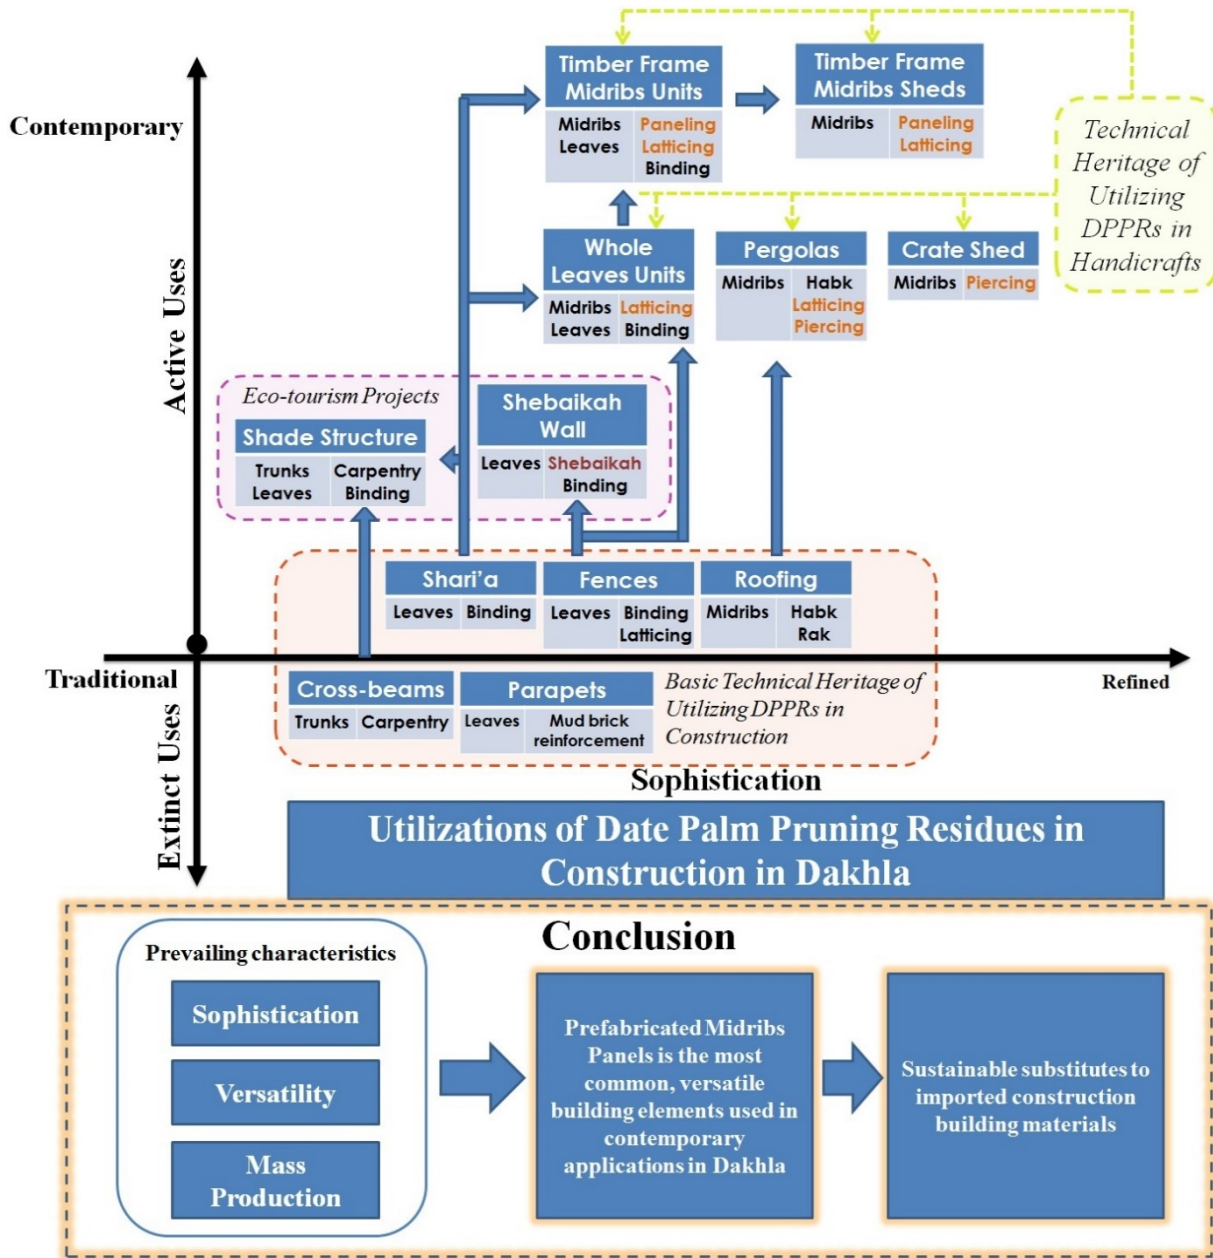 Contemporary
Active Uses
Traditional
Extinct Uses
Timber Frame
Midribs Units
Midribs
Leaves
Paneling
Latticing
Binding
Timber Frame
Midribs Sheds
Midribs
Paneling
Latticing
Technical
Heritage of
Utilizing
DPPRs in
Handicrafts
Whole
Leaves Units
Midribs
Leaves
Latticing
Binding
Pergolas
Midribs
Habk
Latticing
Piercing
Crate Shed
Midribs
Piercing
Eco-tourism Projects
Shade Structure
Trunks
Leaves
Carpentry
Binding
Shebaikah
Wall
Leaves
Shebaikah
Binding
Shari'a
Leaves
Binding
Fences
Leaves
Binding
Latticing
Roofing
Midribs
Habk
Rak
Refined
Cross-beams
Trunks
Carpentry
Parapets
Leaves
Mud brick
reinforcement
Basic Technical Heritage of
Utilizing DPPRs in
Construction
Sophistication
Utilizations of Date Palm Pruning Residues in
Construction in Dakhla
Conclusion
Prevailing characteristics
Sophistication
Versatility
Mass
Production
Prefabricated Midribs
Panels is the most
common, versatile
building elements used in
contemporary
applications in Dakhla
Sustainable substitutes to
imported construction
building materials